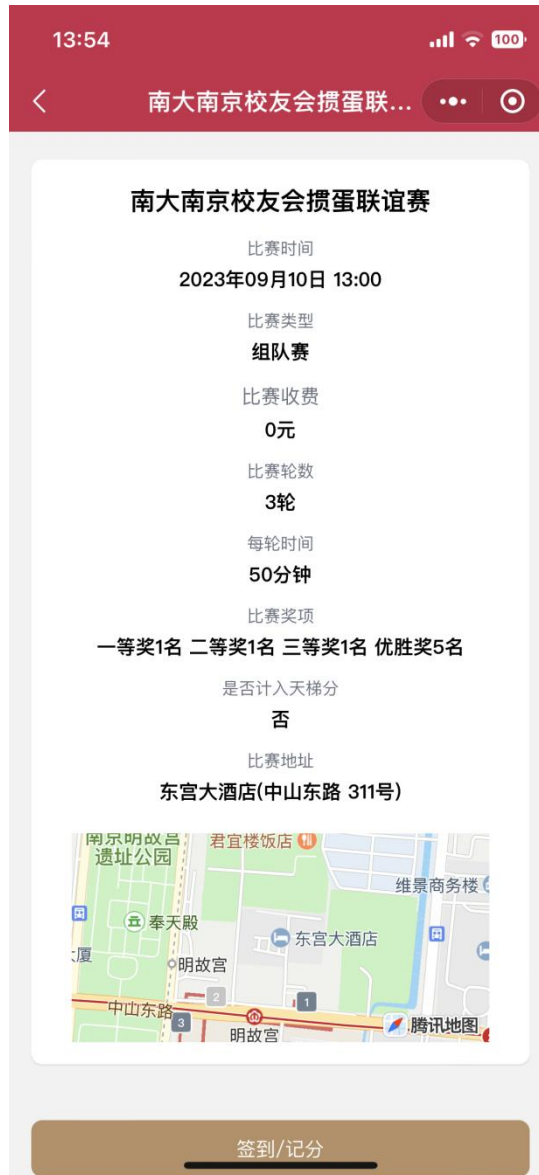 13:54
100
南大南京校友会掼蛋联...
南大南京校友会掼蛋联谊赛
比赛时间
2023年09月10日 13:00
比赛类型
组队赛
比赛收费
0元
比赛轮数
3轮
每轮时间
50分钟
比赛奖项
一等奖1名 二等奖1名 三等奖1名 优胜奖5名
是否计入天梯分
否
比赛地址
东宫大酒店(中山东路 311号)
南京明故宫
遗址公园
君宜楼饭店
维景商务楼
奉天殿
东宫大酒店
厦
明故宫
2
1
中山东路
3
明故宫
腾讯地图
签到/记分